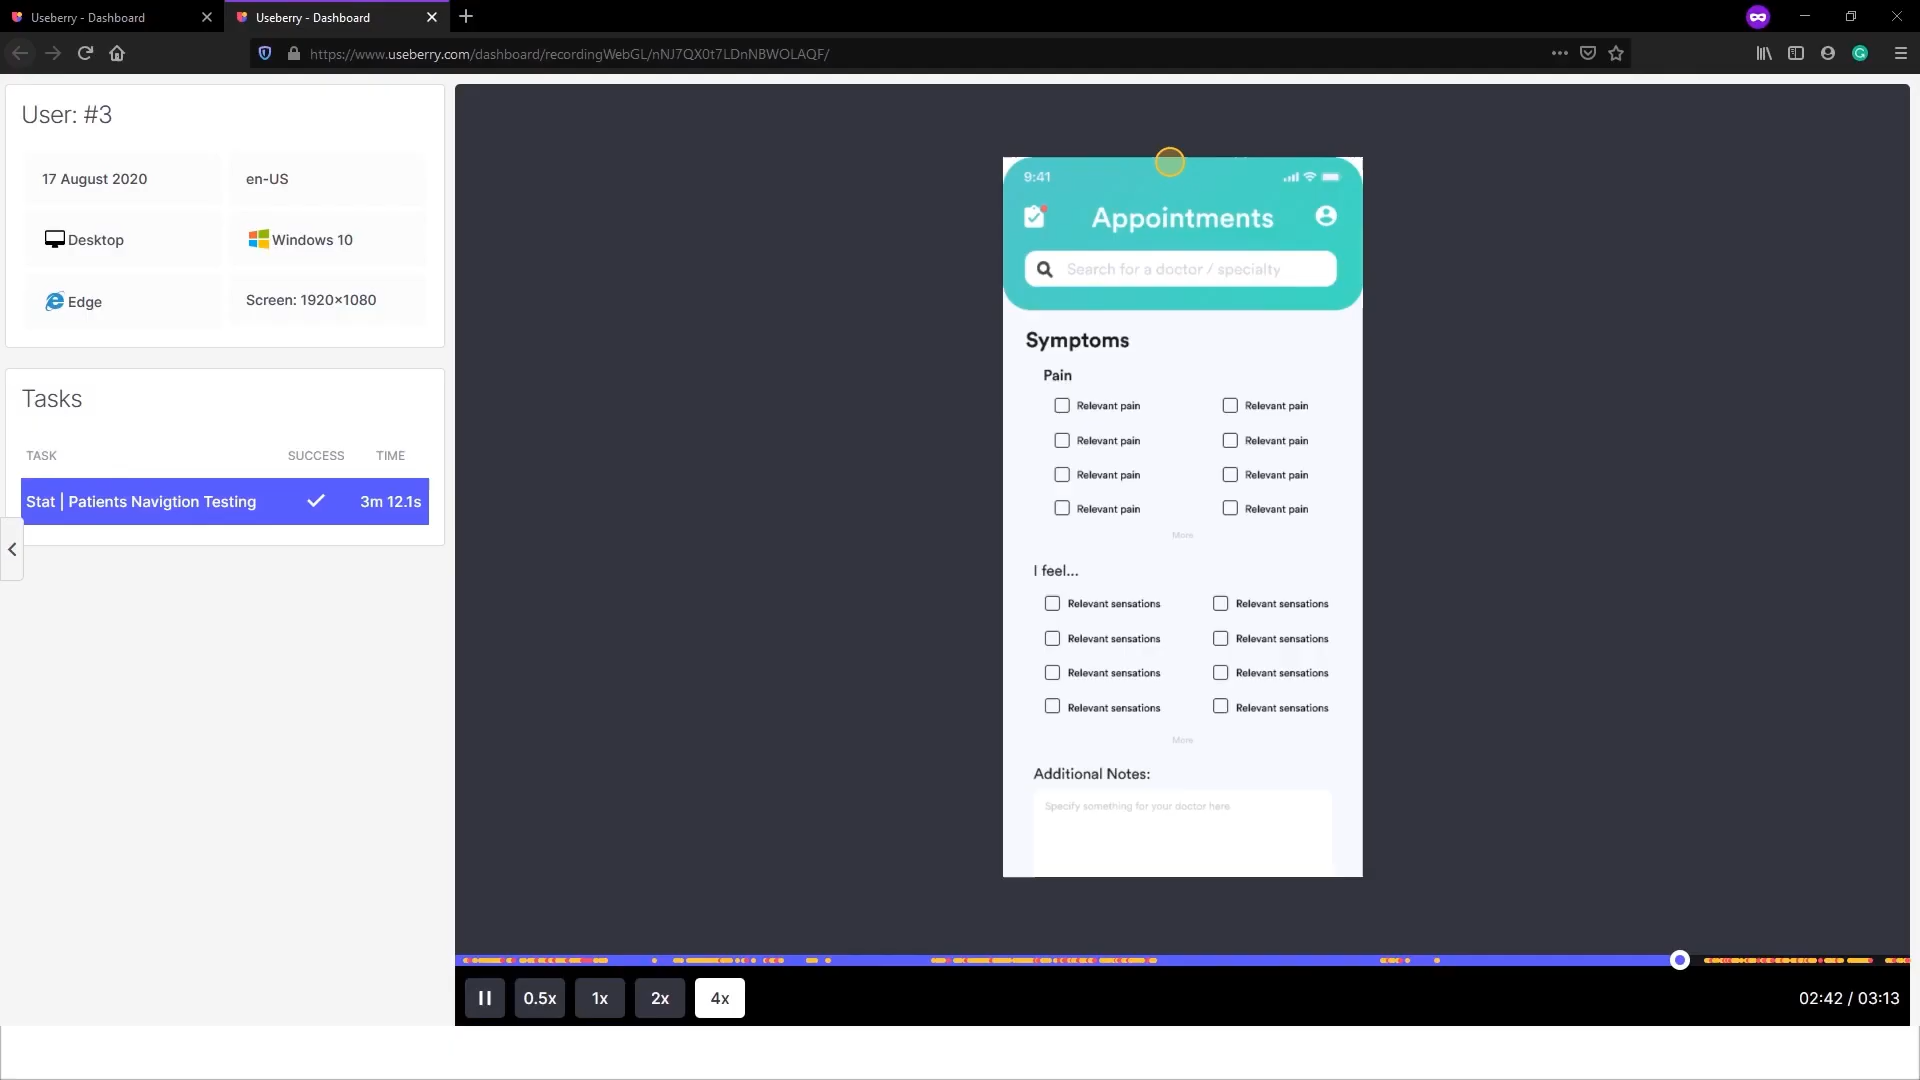 Useberry - Dashboard
Useberry - Dashboard
https://www.useberry.com/dashboard/recordingWebGL/nNJ7QX0t7LDnNBWOLAQF/
User: #3
17 August 2020
en-US
Desktop
Windows 10
Edge
Screen: 1920×1080
Tasks
TASK SUCCESS TIME
Stat | Patients Navigtion Testing 3m 12.1s
9:41
Appointments
Search for a doctor / specialty
Symptoms
Pain
Relevant pain Relevant pain
Relevant pain Relevant pain
Relevant pain Relevant pain
Relevant pain Relevant pain
More
I feel...
Relevant sensations Relevant sensations
Relevant sensations Relevant sensations
Relevant sensations Relevant sensations
Relevant sensations Relevant sensations
More
Additional Notes:
Specify something for your doctor here
0.5x 1x 2x 4x
02:42 / 03:13